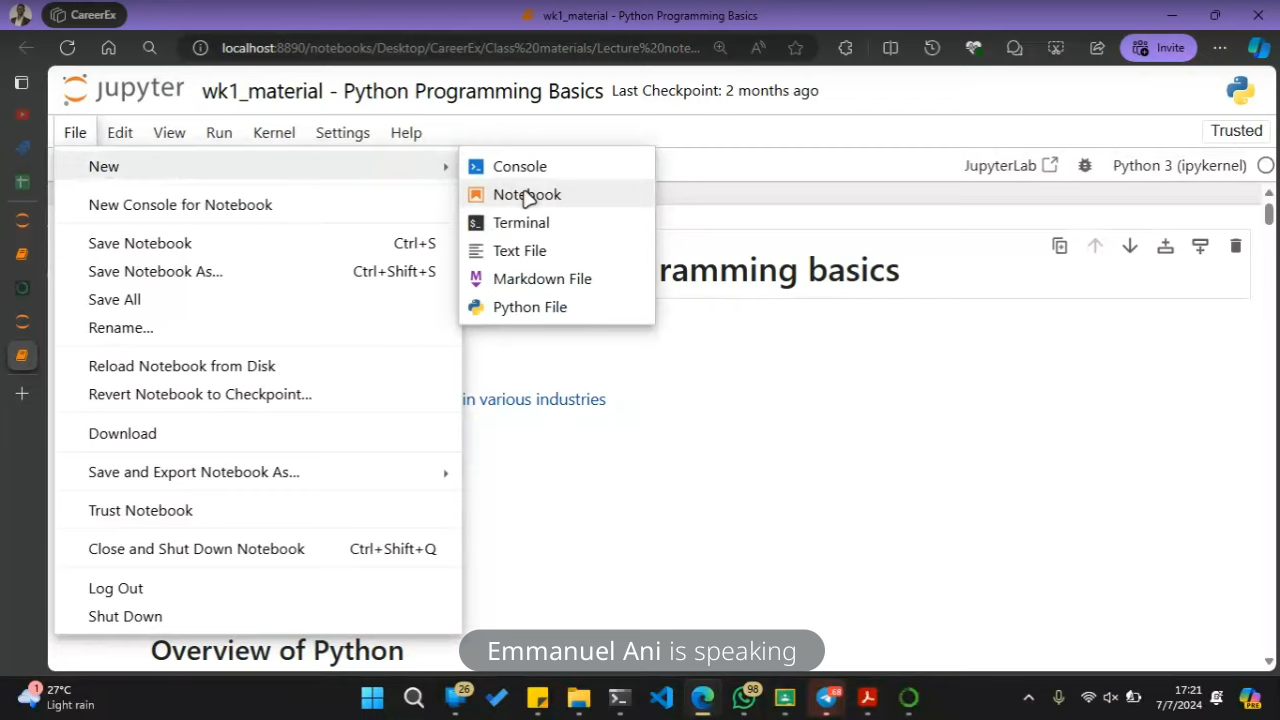 CareerEx
wk1_material - Python Programming Basics
localhost:8890/notebooks/Desktop/CareerEx/Class%20materials/Lecture%20note...
Invite
jupyter
wk1_material - Python Programming Basics
Last Checkpoint: 2 months ago
File Edit View Run Kernel Settings Help
Trusted
JupyterLab
Python 3 (ipykernel)
New
New Console for Notebook
Save Notebook Ctrl+S
Save Notebook As... Ctrl+Shift+S
Save All
Rename...
Reload Notebook from Disk
Revert Notebook to Checkpoint...
Download
Save and Export Notebook As...
Trust Notebook
Close and Shut Down Notebook Ctrl+Shift+Q
Log Out
Shut Down
Console
Notebook
Terminal
Text File
Markdown File
Python File
ramming basics
in various industries
Overview of Python
Emmanuel Ani is speaking
1
27°C
Light rain
26
98
68
17:21
7/7/2024
PRE